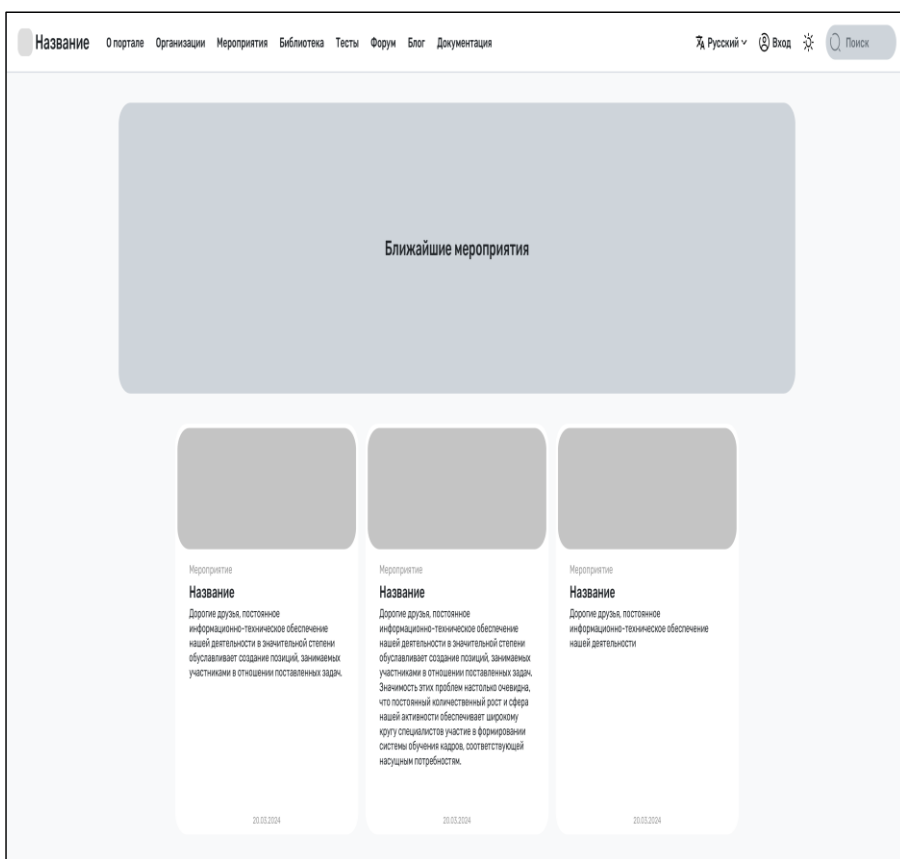 Название О портале Организации Мероприятия Библиотека Тесты Форум Блог Документация Русский Вход Поиск
Ближайшие мероприятия
Мероприятие
Название
Дорогие друзья, постоянное
информационно-техническое обеспечение
нашей деятельности в значительной степени
обуславливает создание позиций, занимаемых
участниками в отношении поставленных задач.
20.03.2024
Мероприятие
Название
Дорогие друзья, постоянное
информационно-техническое обеспечение
нашей деятельности в значительной степени
обуславливает создание позиций, занимаемых
участниками в отношении поставленных задач.
Значимость этих проблем настолько очевидна,
что постоянный количественный рост и сфера
нашей активности обеспечивает широкому
кругу специалистов участие в формировании
системы обучения кадров, соответствующей
насущным потребностям.
20.03.2024
Мероприятие
Название
Дорогие друзья, постоянное
информационно-техническое обеспечение
нашей деятельности
20.03.2024